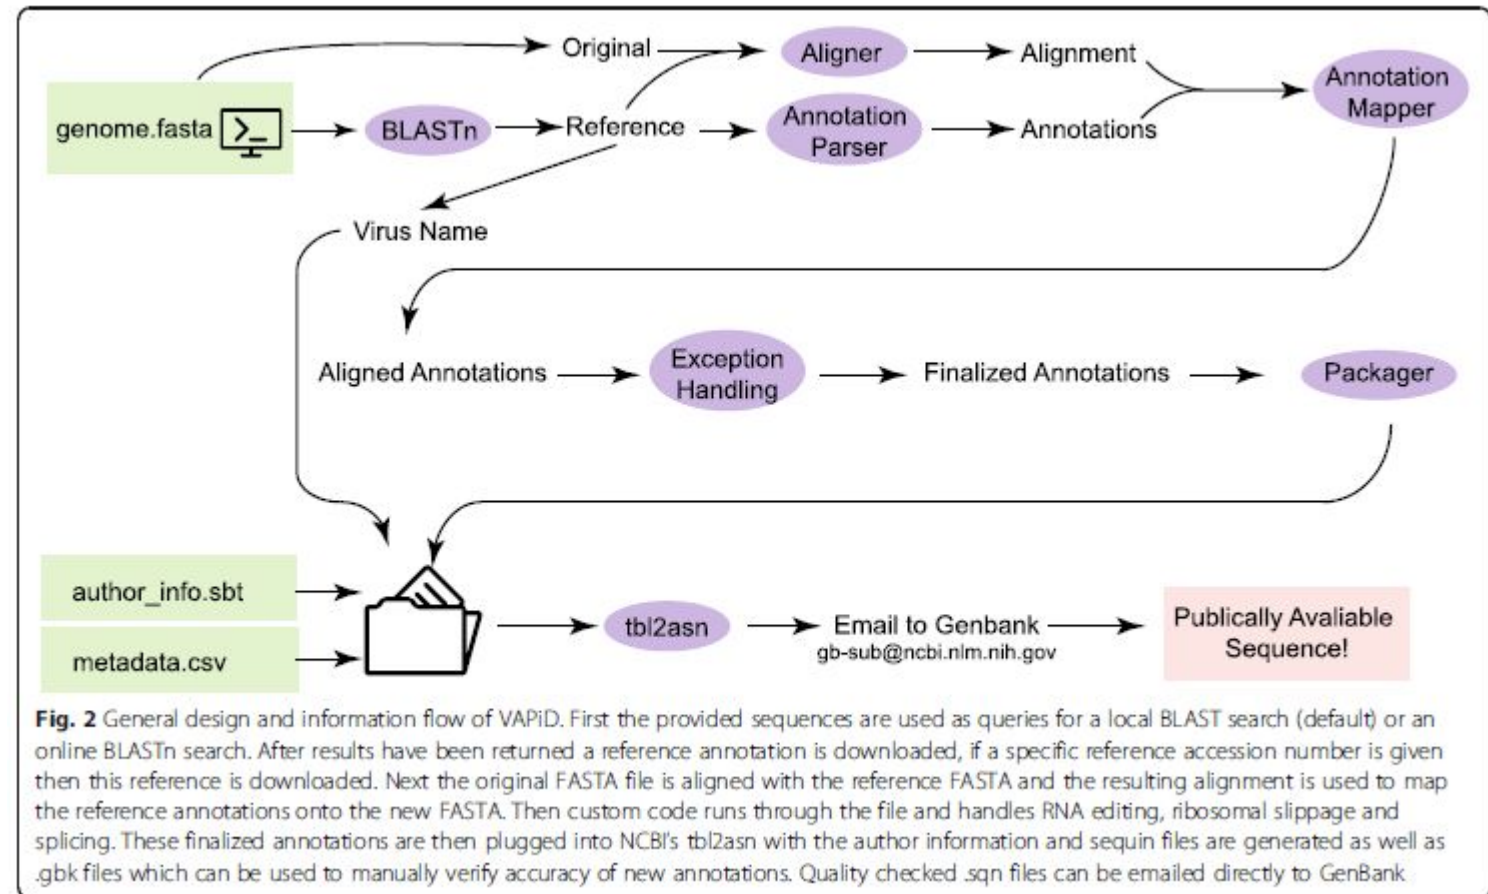 Original
Aligner
Alignment
Annotation
Mapper
genome.fasta
>_
BLASTn
Reference
Annotation
Parser
Annotations
Virus Name
Aligned Annotations
Exception
Handling
Finalized Annotations
Packager
author_info.sbt
metadata.csv
tbl2asn
Email to Genbank
gb-sub@ncbi.nlm.nih.gov
Publically Avaliable
Sequence!
Fig. 2 General design and information flow of VAPiD. First the provided sequences are used as queries for a local BLAST search (default) or an
online BLASTn search. After results have been returned a reference annotation is downloaded, if a specific reference accession number is given
then this reference is downloaded. Next the original FASTA file is aligned with the reference FASTA and the resulting alignment is used to map
the reference annotations onto the new FASTA. Then custom code runs through the file and handles RNA editing, ribosomal slippage and
splicing. These finalized annotations are then plugged into NCBI's tbl2asn with the author information and sequin files are generated as well as
.gbk files which can be used to manually verify accuracy of new annotations. Quality checked .sqn files can be emailed directly to GenBank